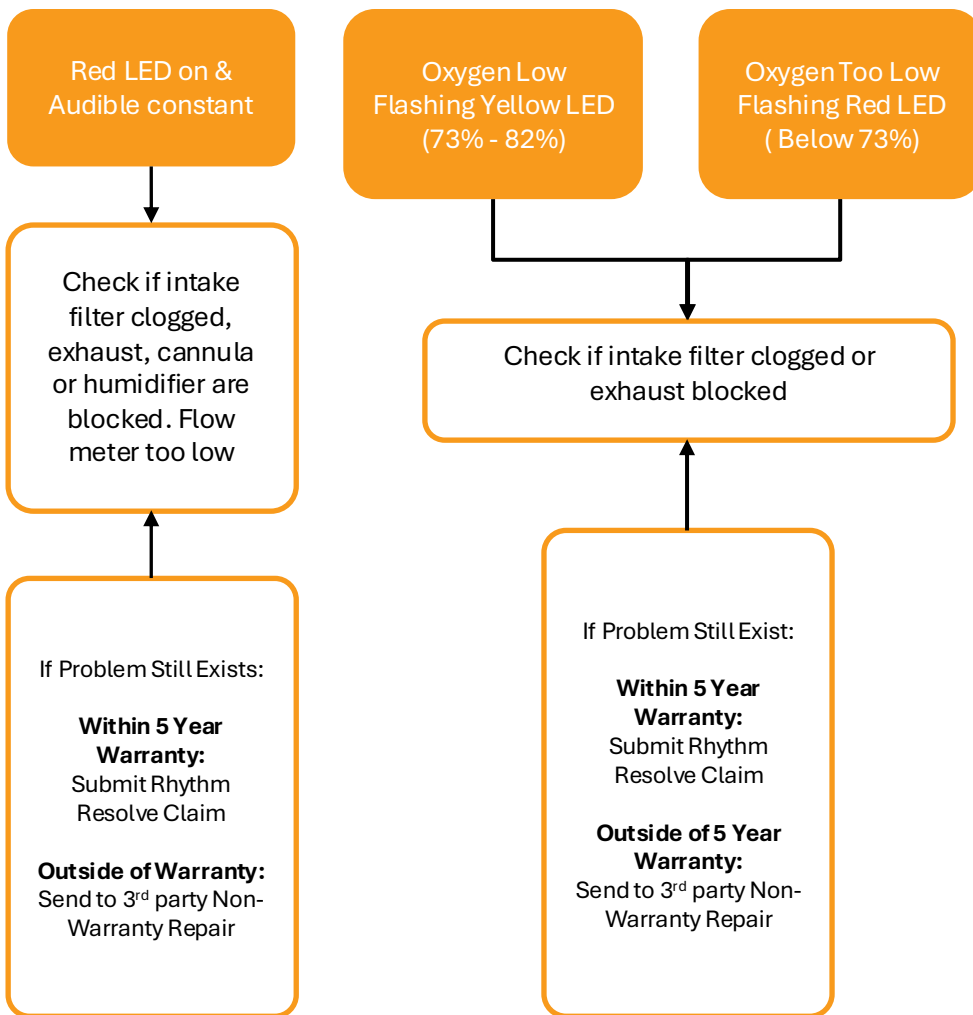 Red LED on &
Audible constant
Check if intake
filter clogged,
exhaust, cannula
or humidifier are
blocked. Flow
meter too low
If Problem Still Exists:
Within 5 Year
Warranty:
Submit Rhythm
Resolve Claim
Outside of Warranty:
Send to 3rd party Non-
Warranty Repair
Oxygen Low
Flashing Yellow LED
(73% - 82%)
Oxygen Too Low
Flashing Red LED
( Below 73%)
Check if intake filter clogged or
exhaust blocked
If Problem Still Exist:
Within 5 Year
Warranty:
Submit Rhythm
Resolve Claim
Outside of 5 Year
Warranty:
Send to 3rd party Non-
Warranty Repair